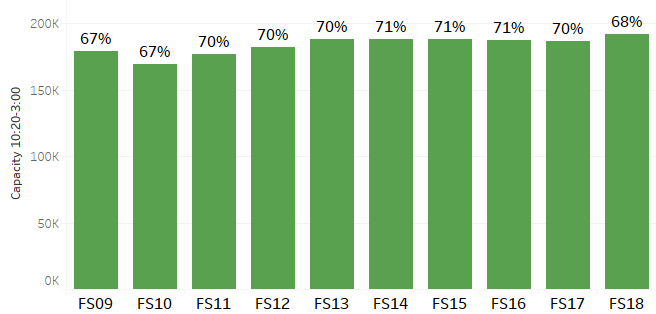 Capacity 10:20-3:00
200K
150K
100K
50K
0K
67%
67%
70%
70%
70%
71%
71%
71%
70%
68%
FS09
FS10
FS11
FS12
FS13
FS14
FS15
FS16
FS17
FS18